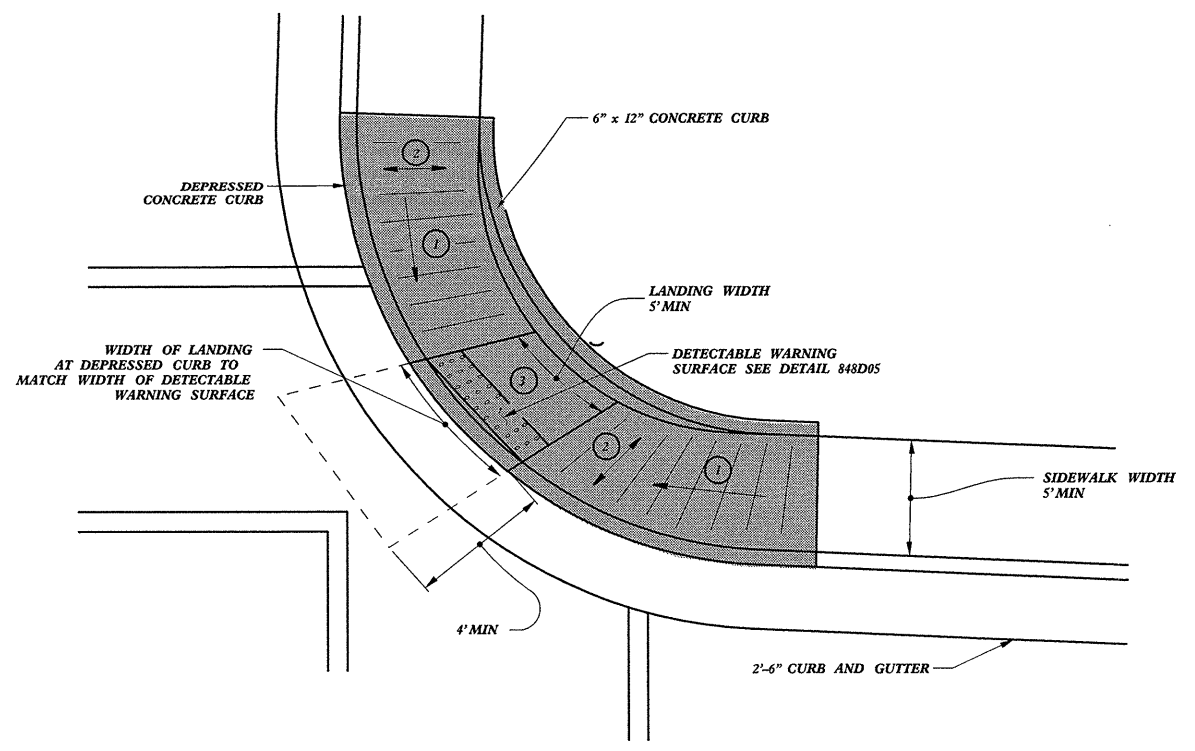 6" x 12" CONCRETE CURB
2
DEPRESSED
CONCRETE CURB
1
LANDING WIDTH
5' MIN
WIDTH OF LANDING
AT DEPRESSED CURB TO
MATCH WIDTH OF DETECTABLE
WARNING SURFACE
DETECTABLE WARNING
SURFACE SEE DETAIL 848D05
3
2
1
SIDEWALK WIDTH
5' MIN
4' MIN
2'-6" CURB AND GUTTER